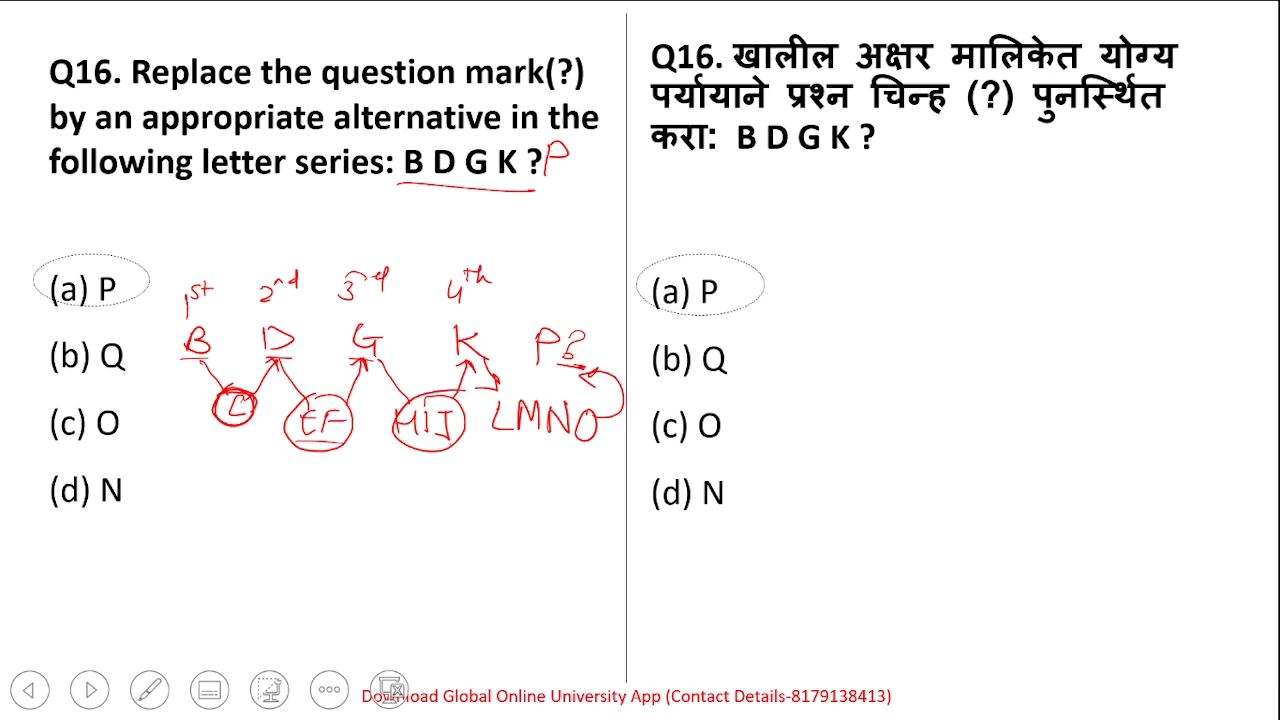 Q16. Replace the question mark(?)
by an appropriate alternative in the
following letter series: B D G K ? P
(a) P
(b) Q
(c) O
(d) N
1st 2nd 3rd 4th
B D G K P ?
C EF HIJ LMNO
Q16. खालील अक्षर मालिकेत योग्य
पर्यायाने प्रश्न चिन्ह (?) पुनर्स्थित
करा: B D G K ?
(a) P
(b) Q
(c) O
(d) N
Download Global Online University App (Contact Details-8179138413)